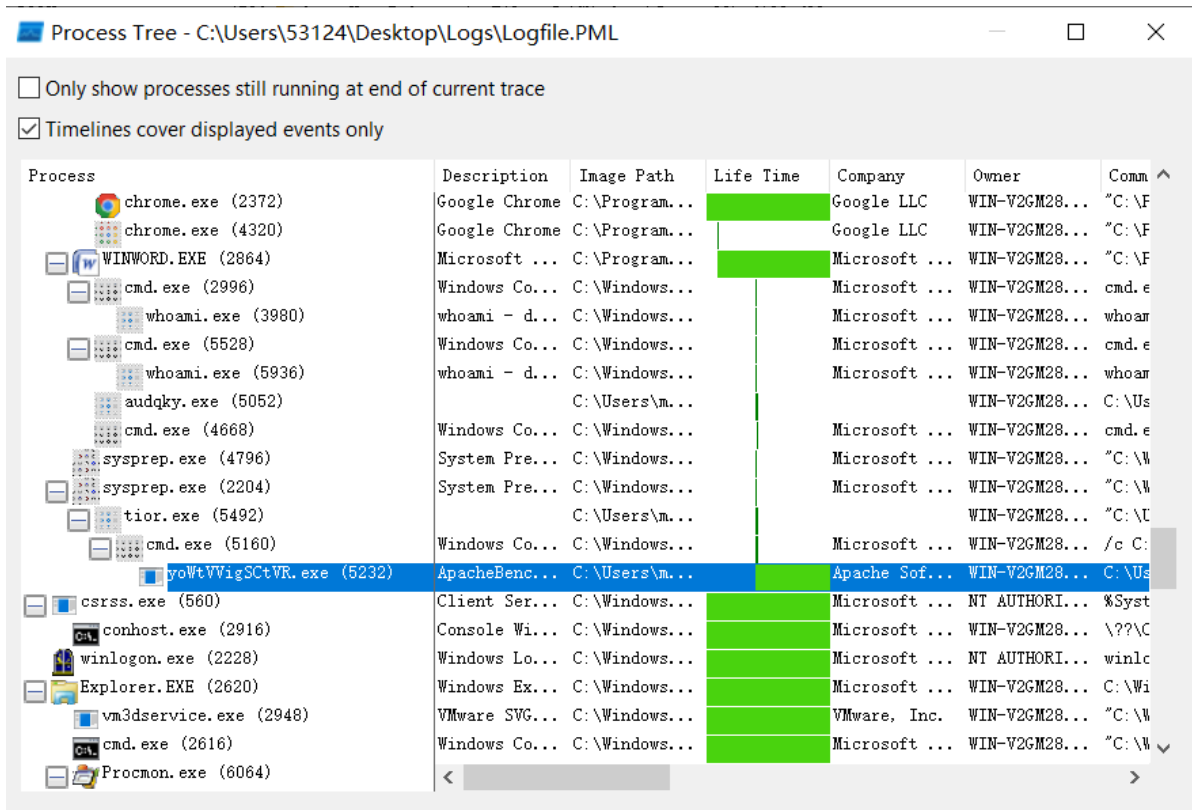 Process Tree - C:\Users\53124\Desktop\Logs\Logfile.PML
Only show processes still running at end of current trace
Timelines cover displayed events only
Process Description Image Path Life Time Company Owner Comm
chrome.exe (2372) Google Chrome C:\Program... Google LLC WIN-V2GM28... "C:\P
chrome.exe (4320) Google Chrome C:\Program... Google LLC WIN-V2GM28... "C:\P
WINWORD.EXE (2864) Microsoft ... C:\Program... Microsoft ... WIN-V2GM28... "C:\P
cmd.exe (2996) Windows Co... C:\Windows... Microsoft ... WIN-V2GM28... cmd.e
whoami.exe (3980) whoami - d... C:\Windows... Microsoft ... WIN-V2GM28... whoam
cmd.exe (5528) Windows Co... C:\Windows... Microsoft ... WIN-V2GM28... cmd.e
whoami.exe (5936) whoami - d... C:\Windows... Microsoft ... WIN-V2GM28... whoam
audqky.exe (5052) C:\Users\m... WIN-V2GM28... C:\Us
cmd.exe (4668) Windows Co... C:\Windows... Microsoft ... WIN-V2GM28... cmd.e
sysprep.exe (4796) System Pre... C:\Windows... Microsoft ... WIN-V2GM28... "C:\W
sysprep.exe (2204) System Pre... C:\Windows... Microsoft ... WIN-V2GM28... "C:\W
tior.exe (5492) C:\Users\m... WIN-V2GM28... "C:\U
cmd.exe (5160) Windows Co... C:\Windows... Microsoft ... WIN-V2GM28... /c C:
yoWtVVigSCtVR.exe (5232) ApacheBenc... C:\Users\m... Apache Sof... WIN-V2GM28... C:\Us
csrss.exe (560) Client Ser... C:\Windows... Microsoft ... NT AUTHORI... %Syst
conhost.exe (2916) Console Wi... C:\Windows... Microsoft ... WIN-V2GM28... \??\C
winlogon.exe (2228) Windows Lo... C:\Windows... Microsoft ... NT AUTHORI... winlo
Explorer.EXE (2620) Windows Ex... C:\Windows... Microsoft ... WIN-V2GM28... C:\Wi
vm3dservice.exe (2948) VMware SVG... C:\Windows... VMware, Inc. WIN-V2GM28... "C:\W
cmd.exe (2616) Windows Co... C:\Windows... Microsoft ... WIN-V2GM28... "C:\W
Procmon.exe (6064)